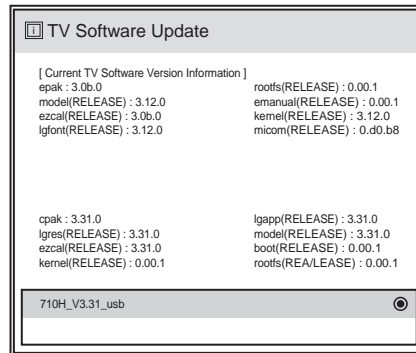 i TV Software Update
[ Current TV Software Version Information ]
epak : 3.0b.0
model(RELEASE) : 3.12.0
ezcal(RELEASE) : 3.0b.0
lgfont(RELEASE) : 3.12.0
rootfs(RELEASE) : 0.00.1
emanual(RELEASE) : 0.00.1
kernel(RELEASE) : 3.12.0
micom(RELEASE) : 0.d0.b8
cpak : 3.31.0
lgres(RELEASE) : 3.31.0
ezcal(RELEASE) : 3.31.0
kernel(RELEASE) : 0.00.1
lgapp(RELEASE) : 3.31.0
model(RELEASE) : 3.31.0
boot(RELEASE) : 0.00.1
rootfs(REA/LEASE) : 0.00.1
710H_V3.31_usb